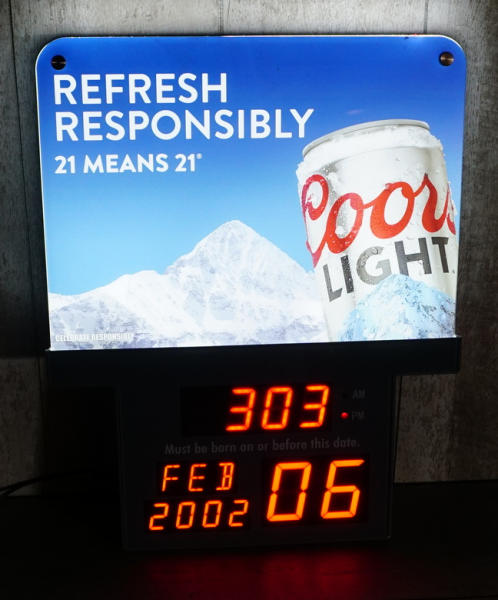 REFRESH
RESPONSIBLY
21 MEANS 21®
Coors
LIGHT
CELEBRATE RESPONSIBLY
303
AM
PM
Must be born on or before this date.
FEB 06
2002